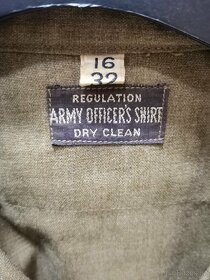 16
32
REGULATION
ARMY OFFICER'S SHIRT
DRY CLEAN